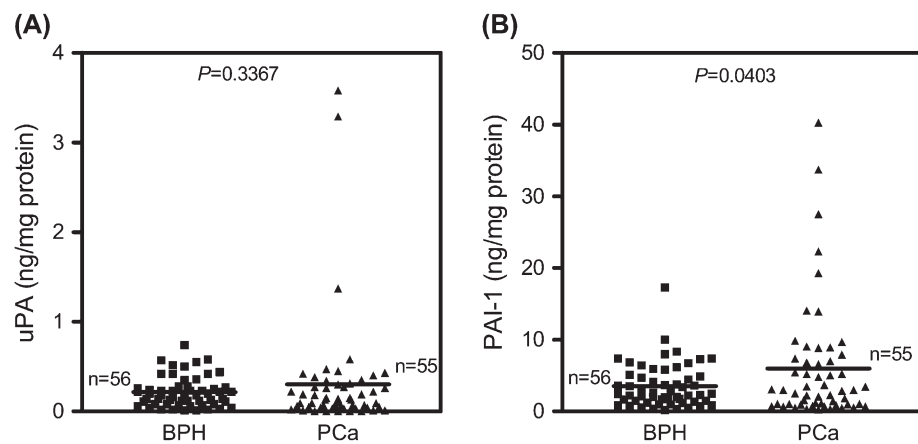 (A)
uPA (ng/mg protein)
4
3
2
1
0
P=0.3367
n=56
n=55
BPH
PCa
(B)
PAI-1 (ng/mg protein)
50
40
30
20
10
0
P=0.0403
n=56
n=55
BPH
PCa